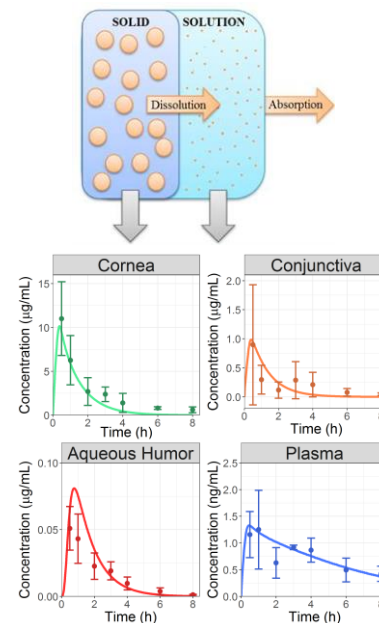 SOLID SOLUTION
Dissolution
Absorption
Cornea
Concentration (μg/mL)
15
10
5
0
0 2 4 6 8
Time (h)
Conjunctiva
Concentration (μg/mL)
2.0
1.5
1.0
0.5
0.0
0 2 4 6 8
Time (h)
Aqueous Humor
Concentration (μg/mL)
0.10
0.05
0.00
0 2 4 6 8
Time (h)
Plasma
Concentration (ng/mL)
2.5
2.0
1.5
1.0
0.5
0.0
0 2 4 6 8
Time (h)